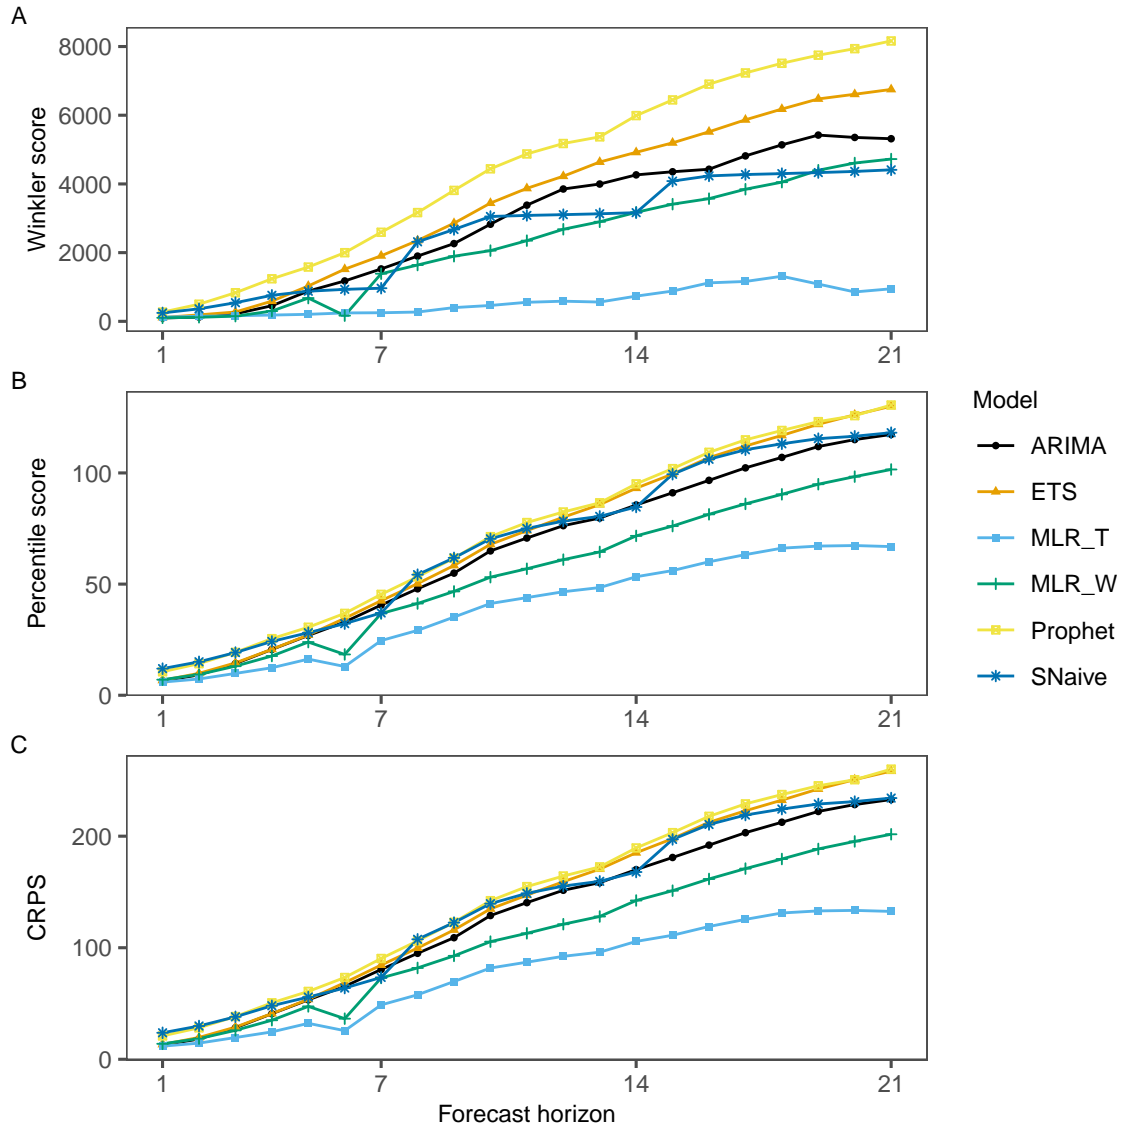 A
8000
6000
4000
2000
0
Winkler score
1 7 14 21
B
100
50
0
Percentile score
1 7 14 21
C
200
100
0
CRPS
1 7 14 21
Forecast horizon
Model
ARIMA
ETS
MLR_T
MLR_W
Prophet
SNaive